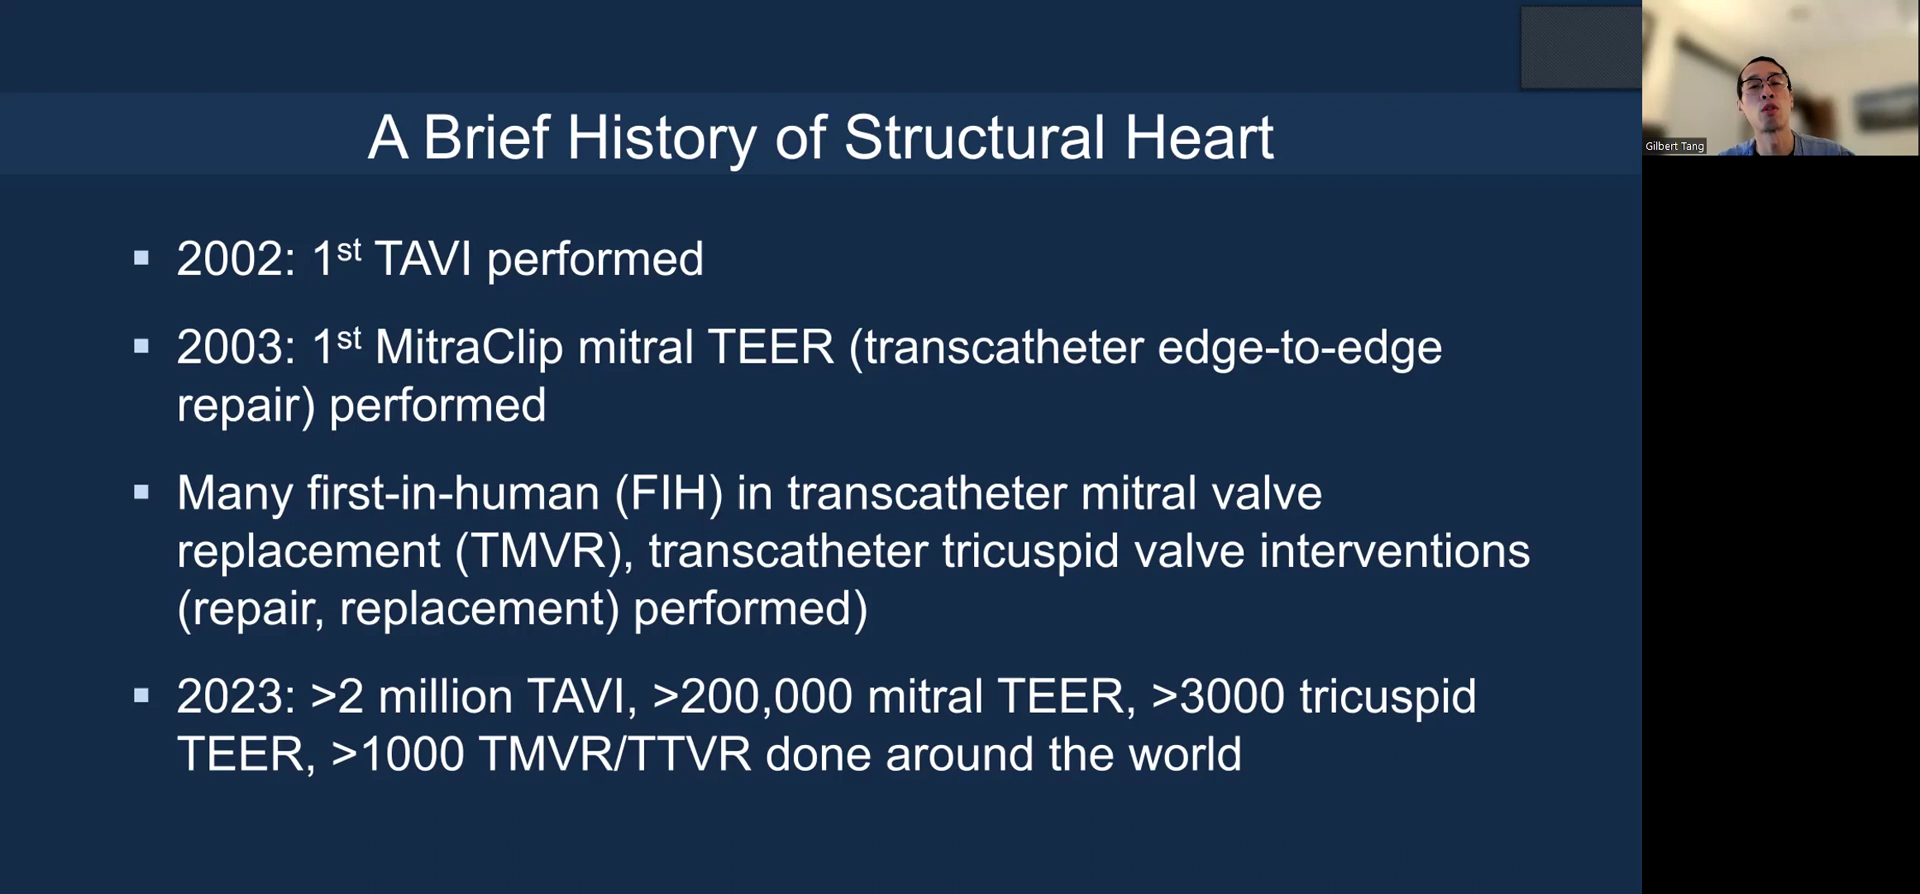 A Brief History of Structural Heart
Gilbert Tang
▪ 2002: 1st TAVI performed
▪ 2003: 1st MitraClip mitral TEER (transcatheter edge-to-edge
repair) performed
▪ Many first-in-human (FIH) in transcatheter mitral valve
replacement (TMVR), transcatheter tricuspid valve interventions
(repair, replacement) performed)
▪ 2023: >2 million TAVI, >200,000 mitral TEER, >3000 tricuspid
TEER, >1000 TMVR/TTVR done around the world